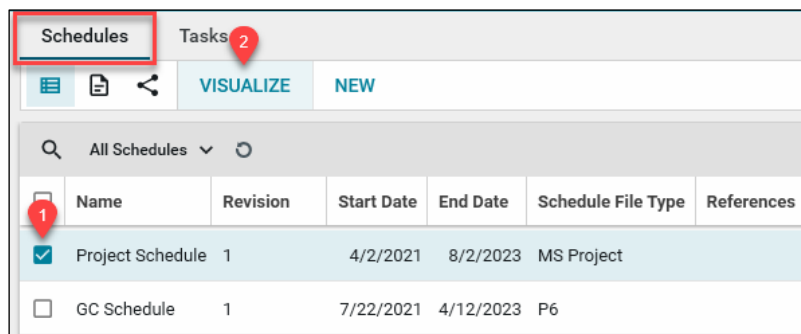 Schedules Tasks 2
VISUALIZE NEW
All Schedules
1 Name Revision Start Date End Date Schedule File Type References
Project Schedule 1 4/2/2021 8/2/2023 MS Project
GC Schedule 1 7/22/2021 4/12/2023 P6